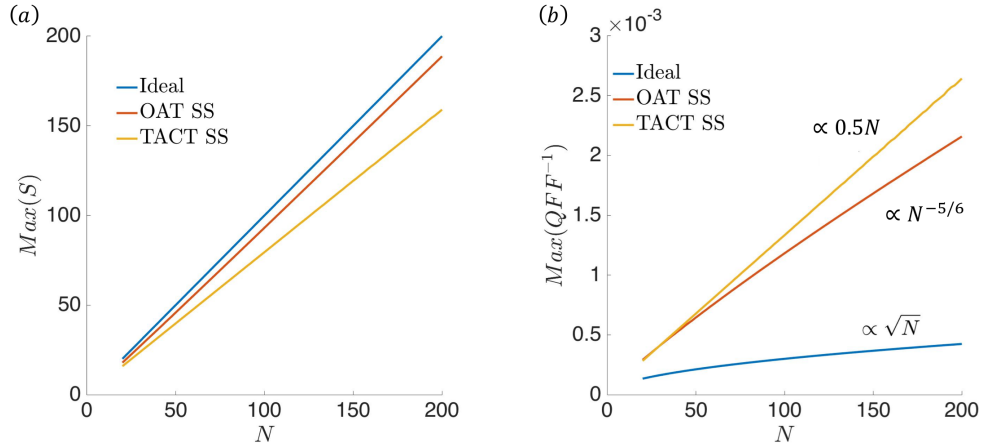 (a)
200
150
100
50
0
Max(S)
Ideal
OAT SS
TACT SS
0
50
100
150
200
N
(b)
×10⁻³
3
2.5
2
1.5
1
0.5
0
Max(QFF⁻¹)
Ideal
OAT SS
TACT SS
∝ 0.5N
∝ N⁻⁵/⁶
∝ √N
0
50
100
150
200
N